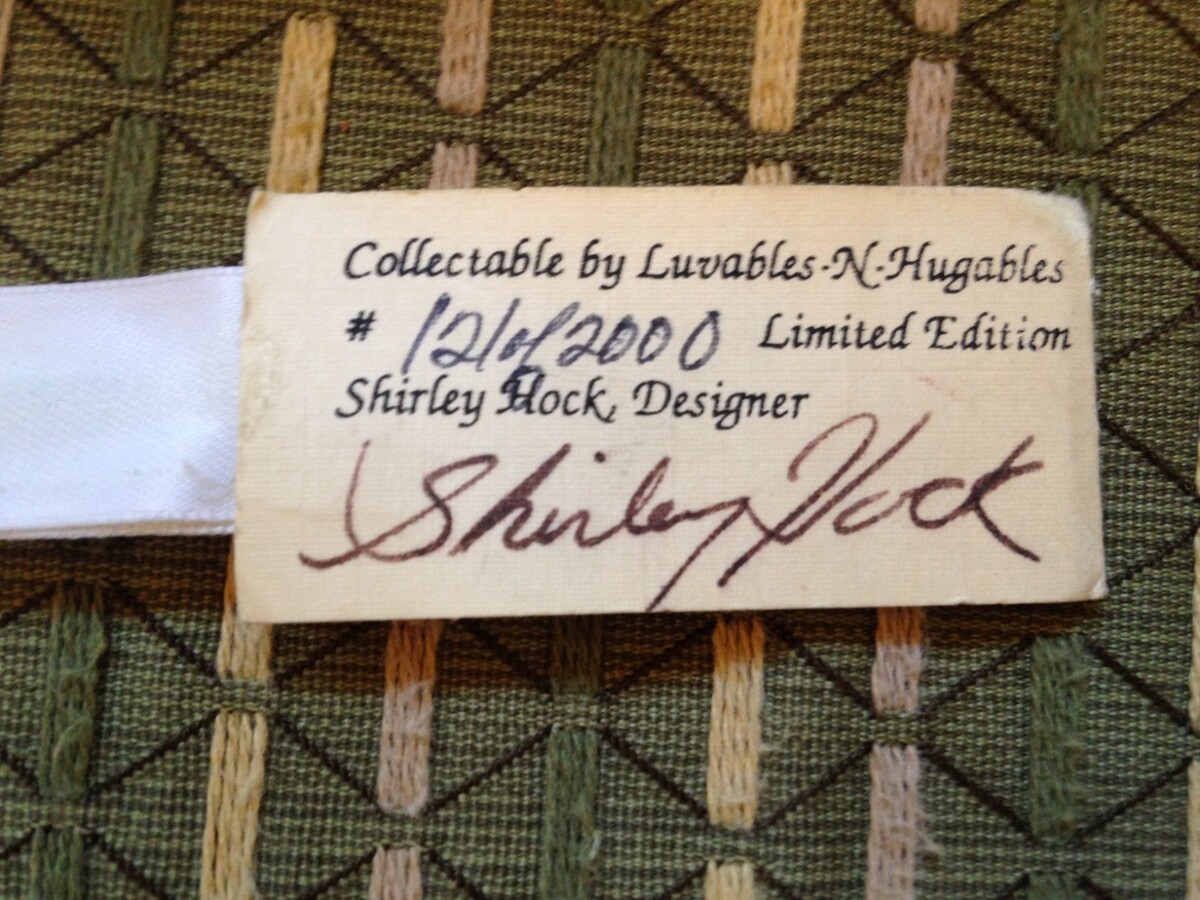 Collectable by Luvables-N-Hugables
# 121 of 2000 Limited Edition
Shirley Hock, Designer
Shirley Hock